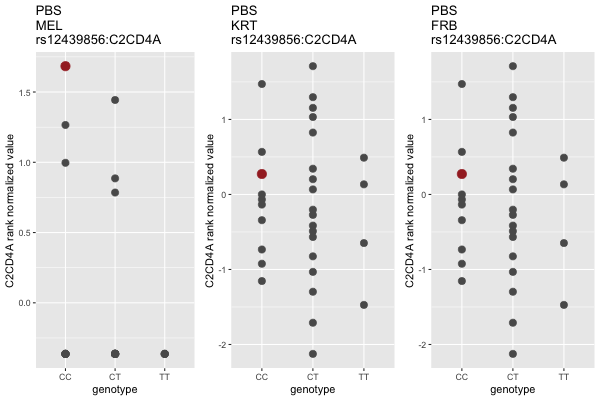 PBS
MEL
rs12439856:C2CD4A
C2CD4A rank normalized value
1.5
1.0
0.5
0.0
CC CT TT
genotype
PBS
KRT
rs12439856:C2CD4A
C2CD4A rank normalized value
1
0
-1
-2
CC CT TT
genotype
PBS
FRB
rs12439856:C2CD4A
C2CD4A rank normalized value
1
0
-1
-2
CC CT TT
genotype